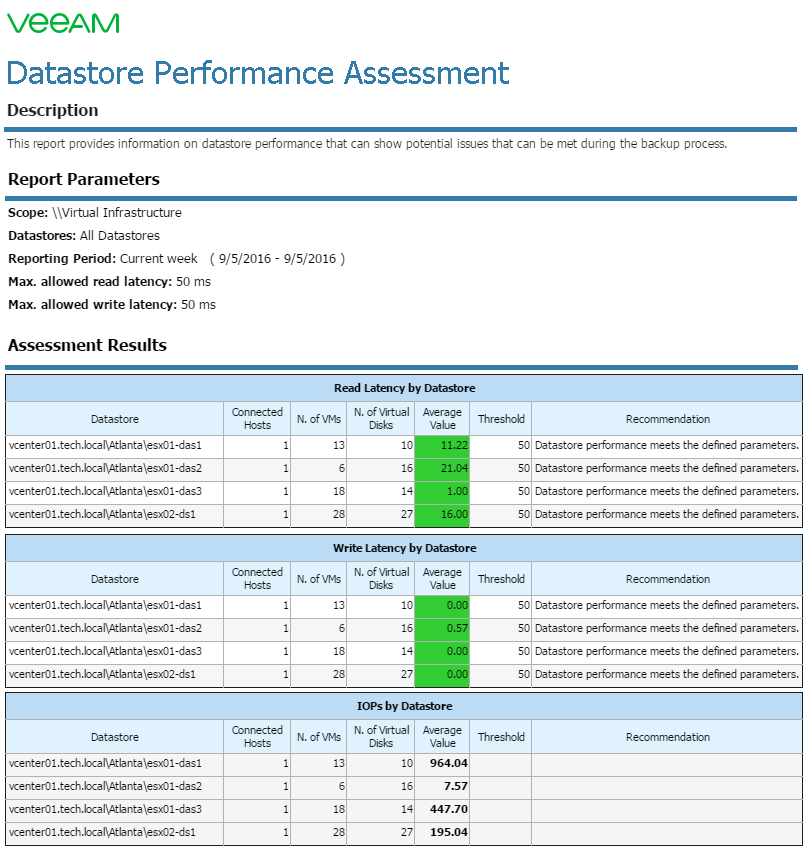 veeam
Datastore Performance Assessment
Description
This report provides information on datastore performance that can show potential issues that can be met during the backup process.
Report Parameters
Scope: \\Virtual Infrastructure
Datastores: All Datastores
Reporting Period: Current week ( 9/5/2016 - 9/5/2016 )
Max. allowed read latency: 50 ms
Max. allowed write latency: 50 ms
Assessment Results
Read Latency by Datastore
Datastore Connected Hosts N. of VMs N. of Virtual Disks Average Value Threshold Recommendation
vcenter01.tech.local\Atlanta\esx01-das1 1 13 10 11.22 50 Datastore performance meets the defined parameters.
vcenter01.tech.local\Atlanta\esx01-das2 1 6 16 21.04 50 Datastore performance meets the defined parameters.
vcenter01.tech.local\Atlanta\esx01-das3 1 18 14 1.00 50 Datastore performance meets the defined parameters.
vcenter01.tech.local\Atlanta\esx02-ds1 1 28 27 16.00 50 Datastore performance meets the defined parameters.
Write Latency by Datastore
Datastore Connected Hosts N. of VMs N. of Virtual Disks Average Value Threshold Recommendation
vcenter01.tech.local\Atlanta\esx01-das1 1 13 10 0.00 50 Datastore performance meets the defined parameters.
vcenter01.tech.local\Atlanta\esx01-das2 1 6 16 0.57 50 Datastore performance meets the defined parameters.
vcenter01.tech.local\Atlanta\esx01-das3 1 18 14 0.00 50 Datastore performance meets the defined parameters.
vcenter01.tech.local\Atlanta\esx02-ds1 1 28 27 0.00 50 Datastore performance meets the defined parameters.
IOPs by Datastore
Datastore Connected Hosts N. of VMs N. of Virtual Disks Average Value Threshold Recommendation
vcenter01.tech.local\Atlanta\esx01-das1 1 13 10 964.04
vcenter01.tech.local\Atlanta\esx01-das2 1 6 16 7.57
vcenter01.tech.local\Atlanta\esx01-das3 1 18 14 447.70
vcenter01.tech.local\Atlanta\esx02-ds1 1 28 27 195.04